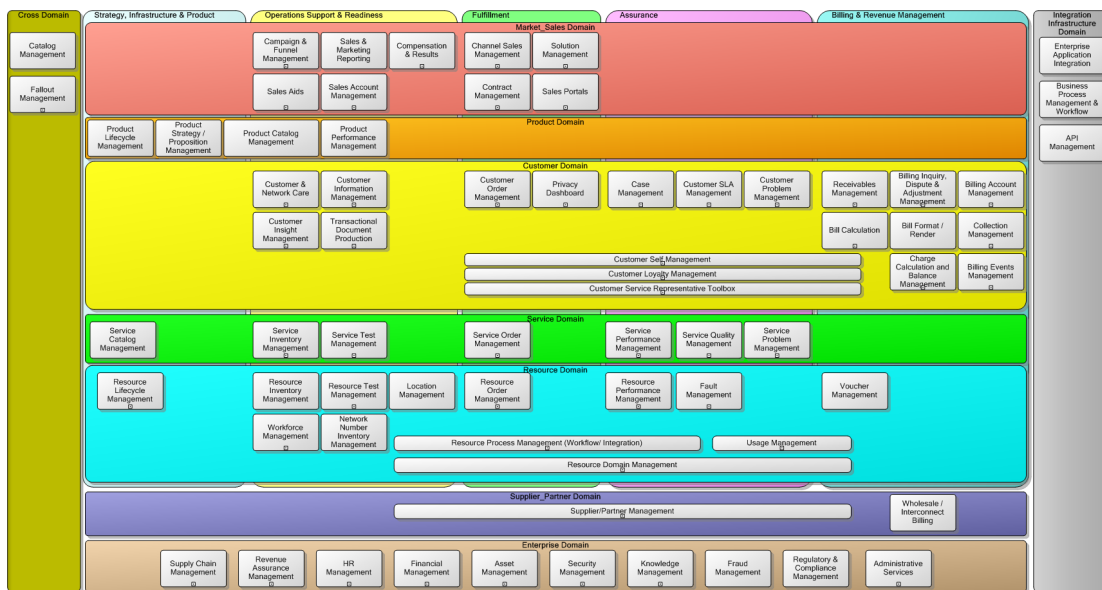 Cross Domain
Catalog
Management
Fallout
Management
Strategy, Infrastructure & Product
Operations Support & Readiness
Fulfillment
Assurance
Billing & Revenue Management
Market_Sales Domain
Campaign &
Funnel
Management
Sales &
Marketing
Reporting
Compensation
& Results
Channel Sales
Management
Solution
Management
Sales Aids
Sales Account
Management
Contract
Management
Sales Portals
Product Domain
Product
Lifecycle
Management
Product
Strategy /
Proposition
Management
Product Catalog
Management
Product
Performance
Management
Customer Domain
Customer &
Network Care
Customer
Information
Management
Customer
Order
Management
Privacy
Dashboard
Case
Management
Customer SLA
Management
Customer
Problem
Management
Receivables
Management
Billing Inquiry,
Dispute &
Adjustment
Management
Billing Account
Management
Customer
Insight
Management
Transactional
Document
Production
Bill Calculation
Bill Format /
Render
Collection
Management
Customer Self Management
Customer Loyalty Management
Customer Service Representative Toolbox
Charge
Calculation and
Balance
Management
Billing Events
Management
Service Domain
Service
Catalog
Management
Service
Inventory
Management
Service Test
Management
Service Order
Management
Service
Performance
Management
Service Quality
Management
Service
Problem
Management
Resource Domain
Resource
Lifecycle
Management
Resource
Inventory
Management
Resource Test
Management
Location
Management
Resource
Order
Management
Resource
Performance
Management
Fault
Management
Voucher
Management
Workforce
Management
Network
Number
Inventory
Management
Resource Process Management (Workflow/ Integration)
Usage Management
Resource Domain Management
Supplier_Partner Domain
Supplier/Partner Management
Wholesale /
Interconnect
Billing
Enterprise Domain
Supply Chain
Management
Revenue
Assurance
Management
HR
Management
Financial
Management
Asset
Management
Security
Management
Knowledge
Management
Fraud
Management
Regulatory &
Compliance
Management
Administrative
Services
Integration
Infrastructure
Domain
Enterprise
Application
Integration
Business
Process
Management &
Workflow
API
Management